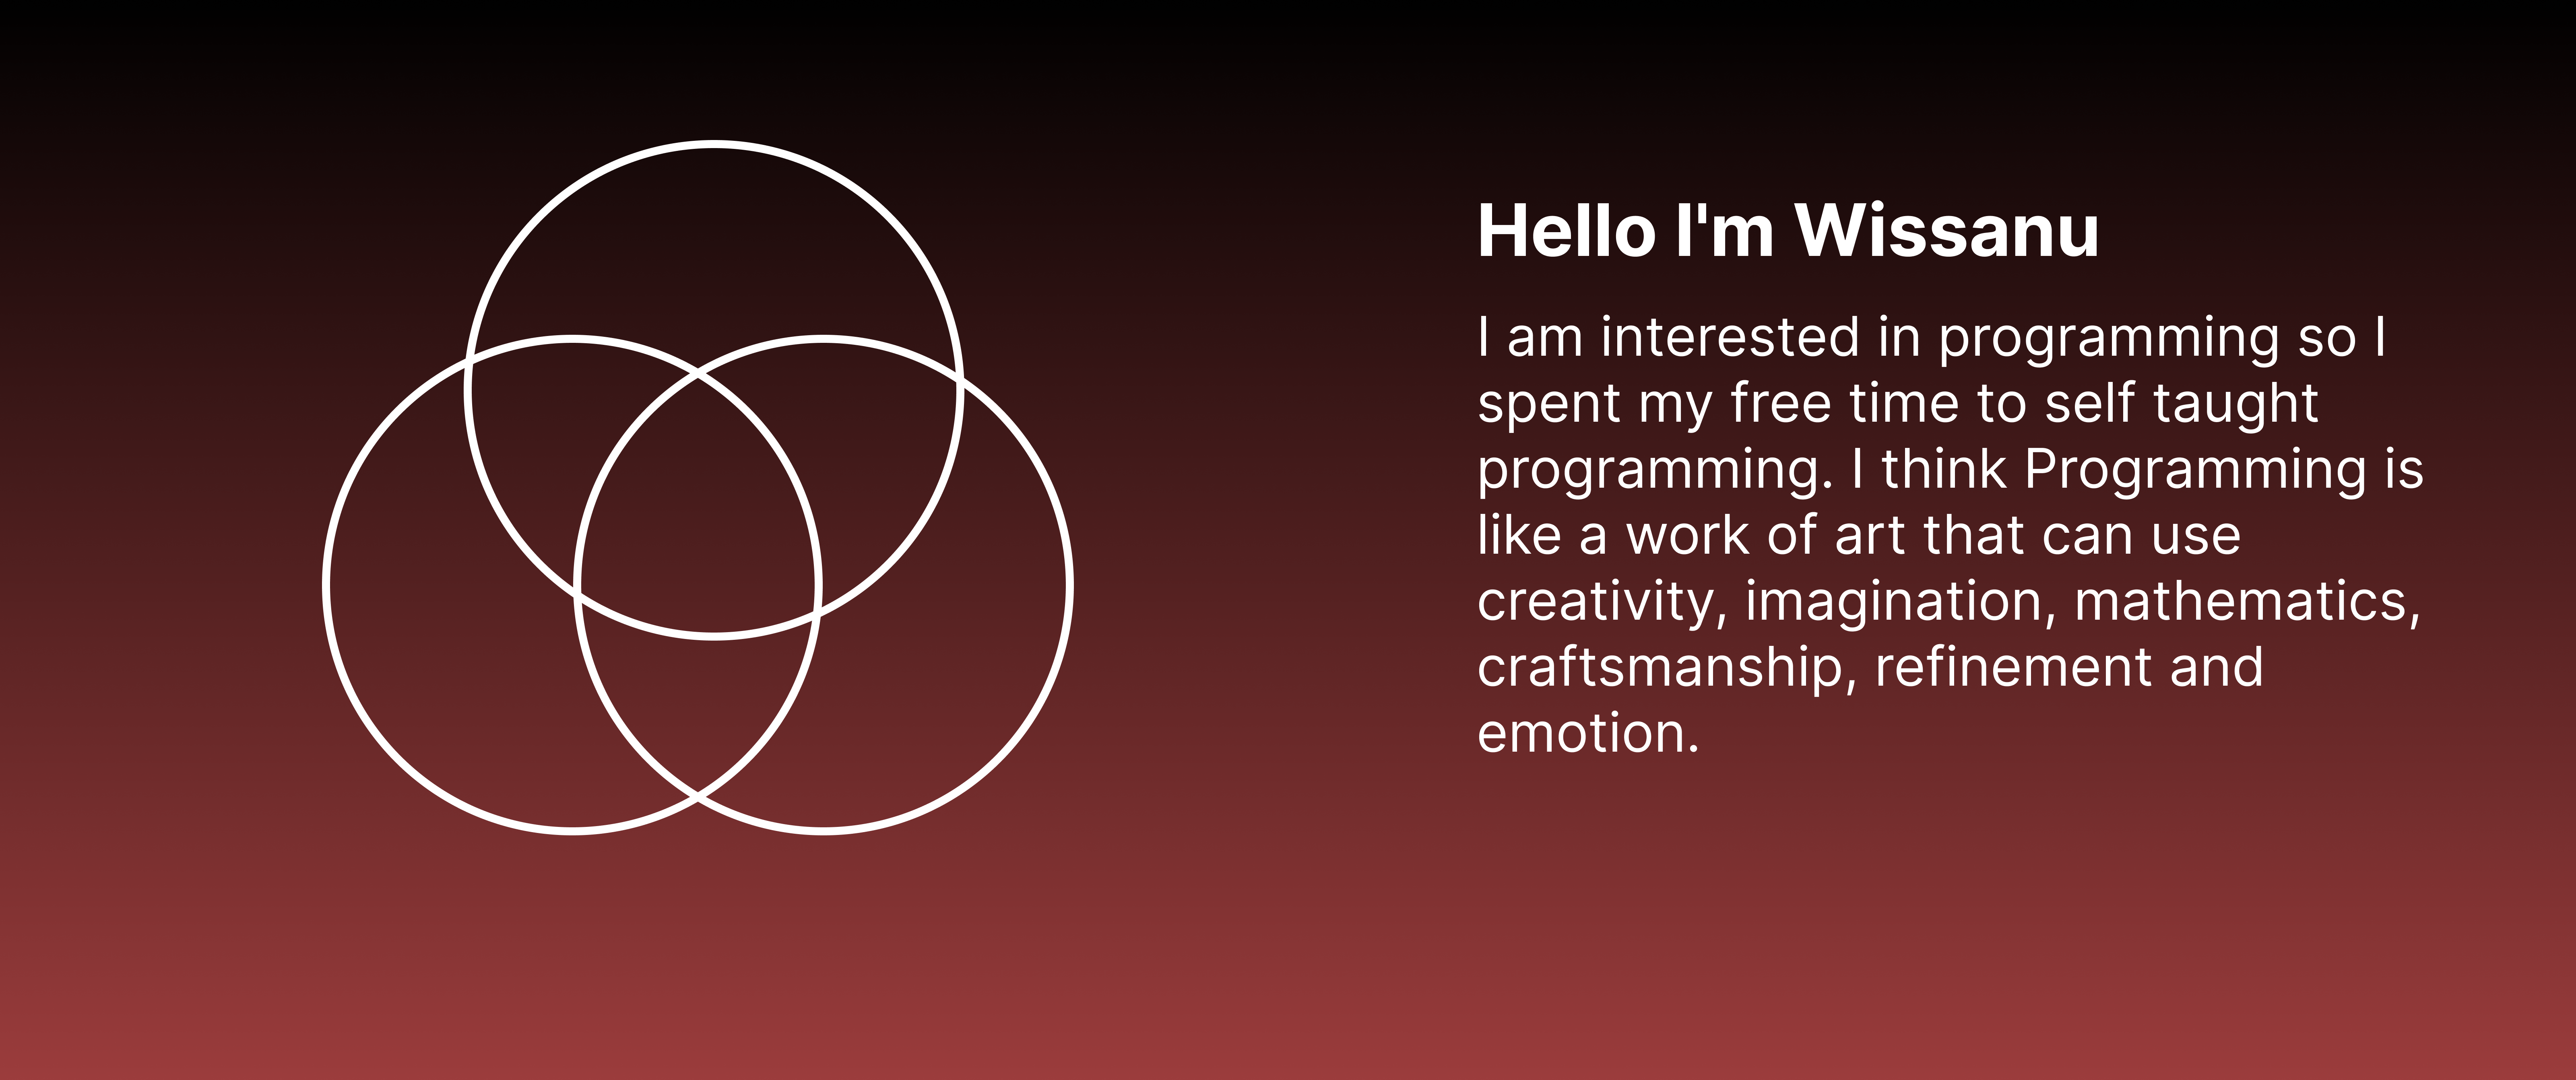 Hello I'm Wissanu
I am interested in programming so I
spent my free time to self taught
programming. I think Programming is
like a work of art that can use
creativity, imagination, mathematics,
craftsmanship, refinement and
emotion.